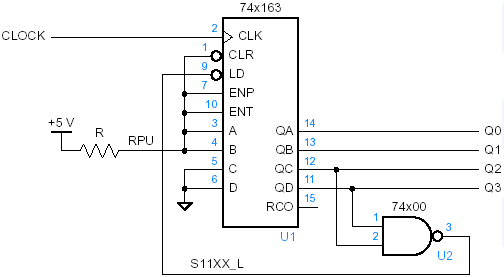 74x163
CLOCK 2 CLK
1 CLR
9 LD
7 ENP
+5 V 10 ENT
R 3 A QA 14 Q0
RPU 4 B QB 13 Q1
5 C QC 12 Q2
6 D QD 11 Q3
RCO 15 74x00
U1 1 3
2 U2
S11XX_L